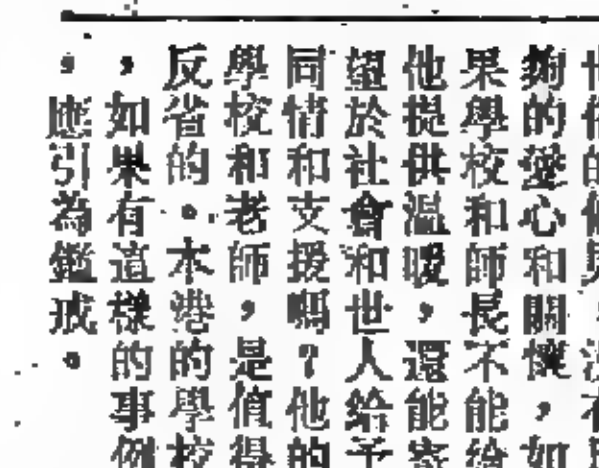 夠的愛心和關懷，如
果學校和師長不能給
他提供溫暖，還能寄
望於社會和世人給予
同情和支援嗎？他的
學校和老師，是值得
反省的。本港的學校
，如果有這樣的事例
，應引為鑑戒。